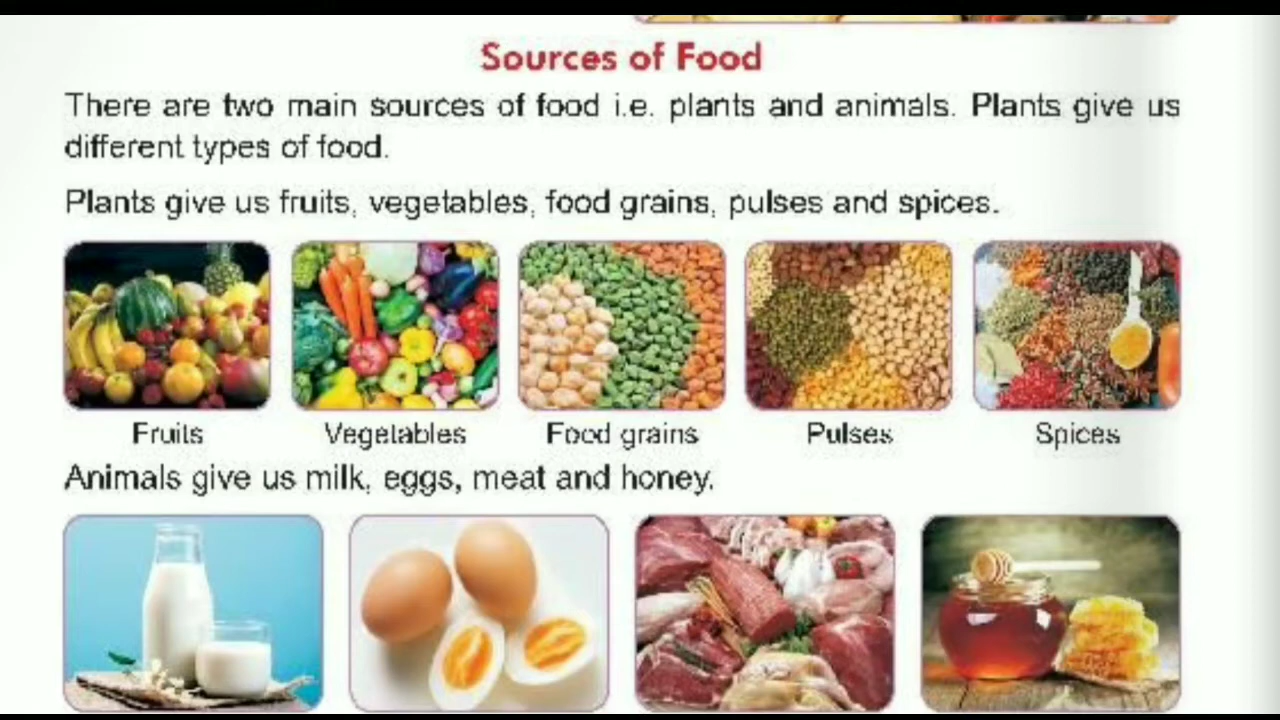 Sources of Food
There are two main sources of food i.e. plants and animals. Plants give us
different types of food.
Plants give us fruits, vegetables, food grains, pulses and spices.
Fruits Vegetables Food grains Pulses Spices
Animals give us milk, eggs, meat and honey.